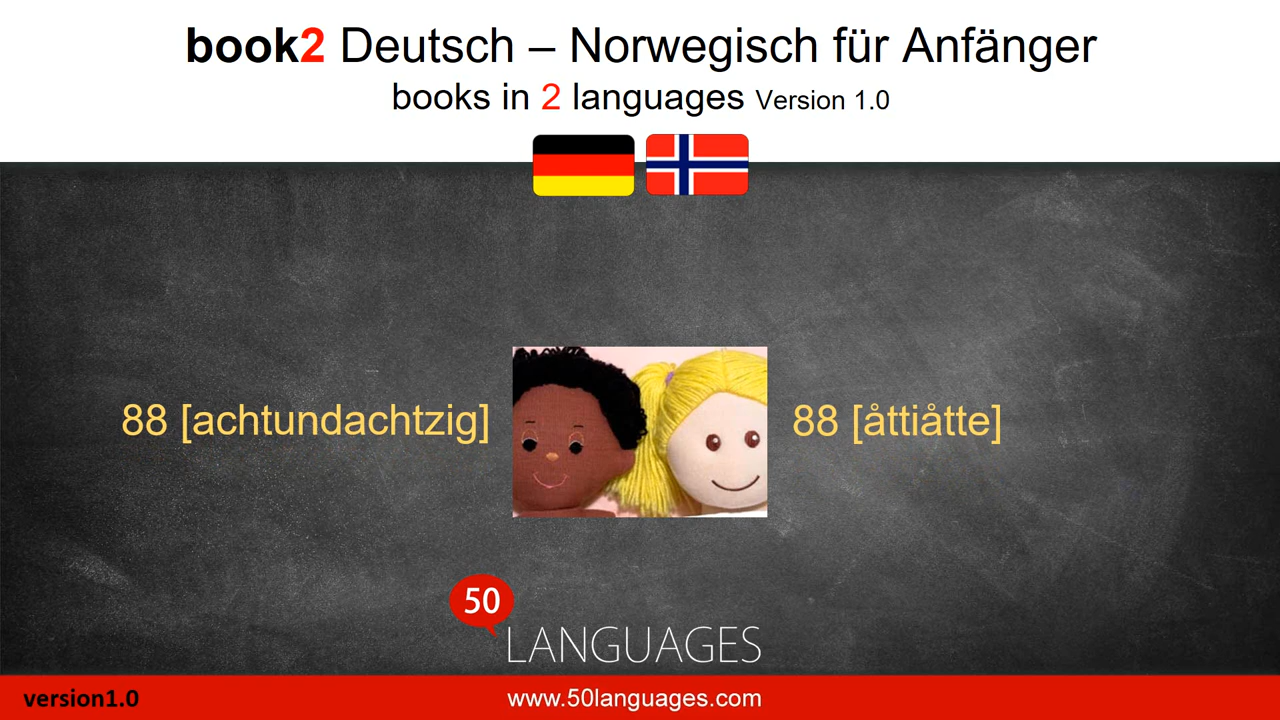 book2 Deutsch – Norwegisch für Anfänger
books in 2 languages Version 1.0
88 [achtundachtzig]
88 [åttiåtte]
50
LANGUAGES
version1.0
www.50languages.com